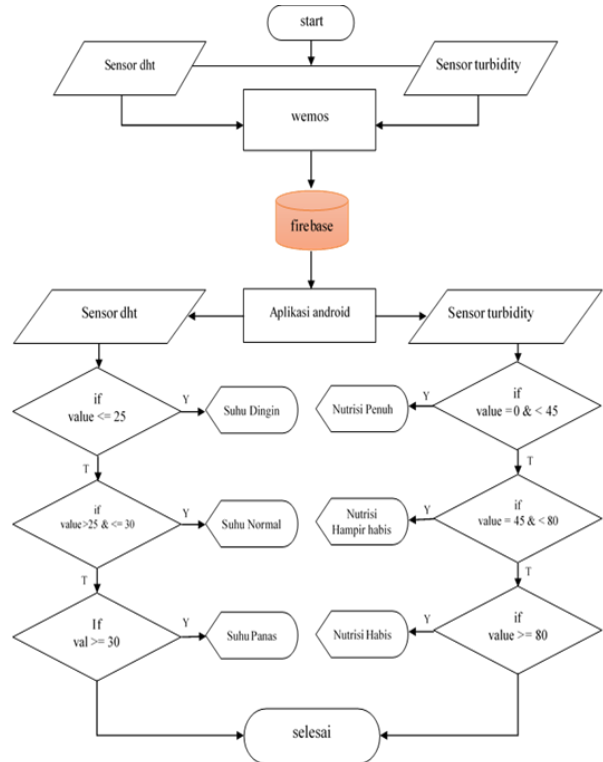 start
Sensor dht
Sensor turbidity
wemos
firebase
Sensor dht
Aplikasi android
Sensor turbidity
if
value <= 25
Y
Suhu Dingin
Nutrisi Penuh
Y
if
value =0 & < 45
T
T
if
value>25 & <= 30
Y
Suhu Normal
Nutrisi
Hampir habis
Y
if
value = 45 & < 80
T
T
If
val >= 30
Y
Suhu Panas
Nutrisi Habis
Y
if
value >= 80
selesai